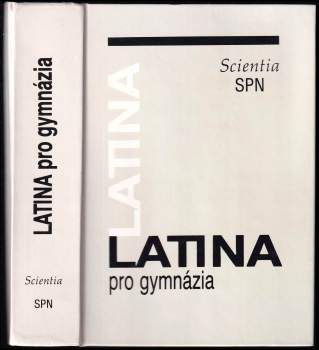 LATINA pro gymnázia
Scientia
SPN
Scientia
SPN
LATINA
LATINA
pro gymnázia